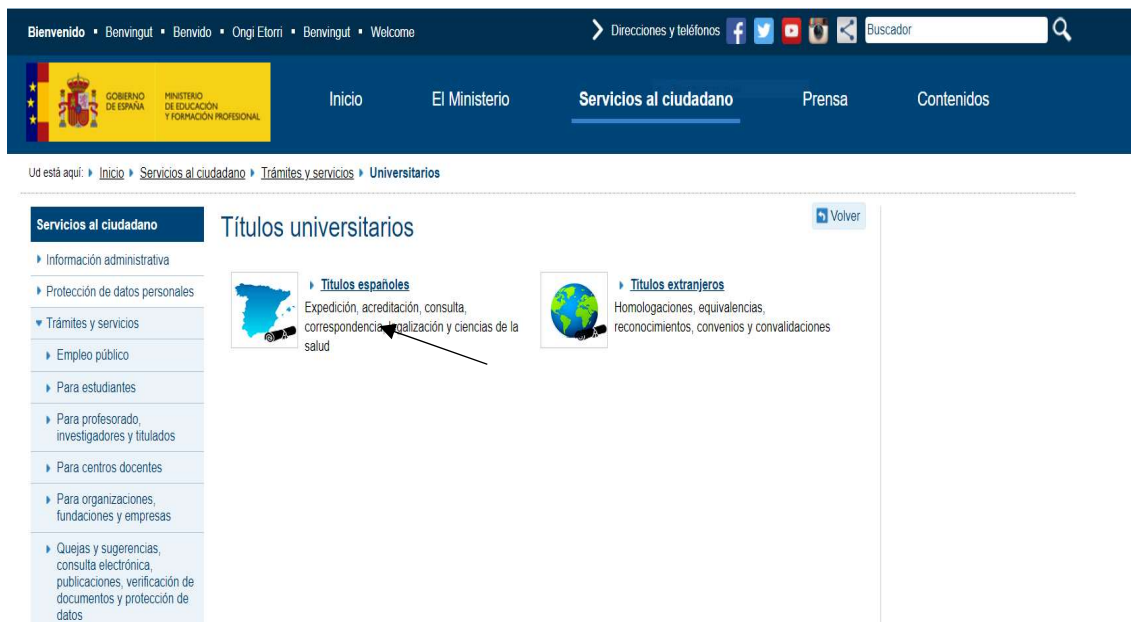 Bienvenido ▪ Benvingut ▪ Benvido ▪ Ongi Etorri ▪ Benvingut ▪ Welcome
Direcciones y teléfonos
Buscador
GOBIERNO
DE ESPAÑA
MINISTERIO
DE EDUCACIÓN
Y FORMACIÓN PROFESIONAL
Inicio
El Ministerio
Servicios al ciudadano
Prensa
Contenidos
Ud está aquí: Inicio Servicios al ciudadano Trámites y servicios Universitarios
Servicios al ciudadano
Información administrativa
Protección de datos personales
Trámites y servicios
Empleo público
Para estudiantes
Para profesorado,
investigadores y titulados
Para centros docentes
Para organizaciones,
fundaciones y empresas
Quejas y sugerencias,
consulta electrónica,
publicaciones, verificación de
documentos y protección de
datos
Títulos universitarios
Volver
Títulos españoles
Expedición, acreditación, consulta,
correspondencia, legalización y ciencias de la
salud
Títulos extranjeros
Homologaciones, equivalencias,
reconocimientos, convenios y convalidaciones